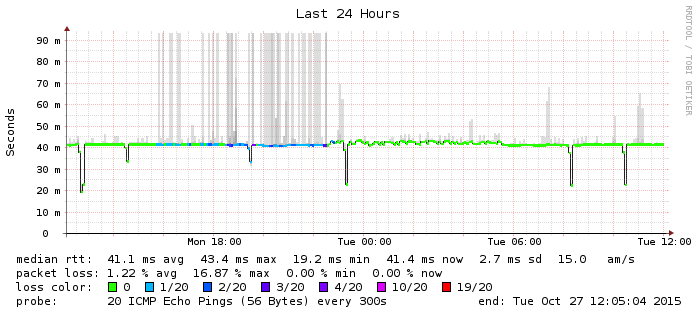 Last 24 Hours
RRDTOOL / TOBI OETIKER
Seconds
90 m
80 m
70 m
60 m
50 m
40 m
30 m
20 m
10 m
0
Mon 18:00 Tue 00:00 Tue 06:00 Tue 12:00
median rtt: 41.1 ms avg 43.4 ms max 19.2 ms min 41.4 ms now 2.7 ms sd 15.0 am/s
packet loss: 1.22 % avg 16.87 % max 0.00 % min 0.00 % now
loss color: 0 1/20 2/20 3/20 4/20 10/20 19/20
probe: 20 ICMP Echo Pings (56 Bytes) every 300s end: Tue Oct 27 12:05:04 2015